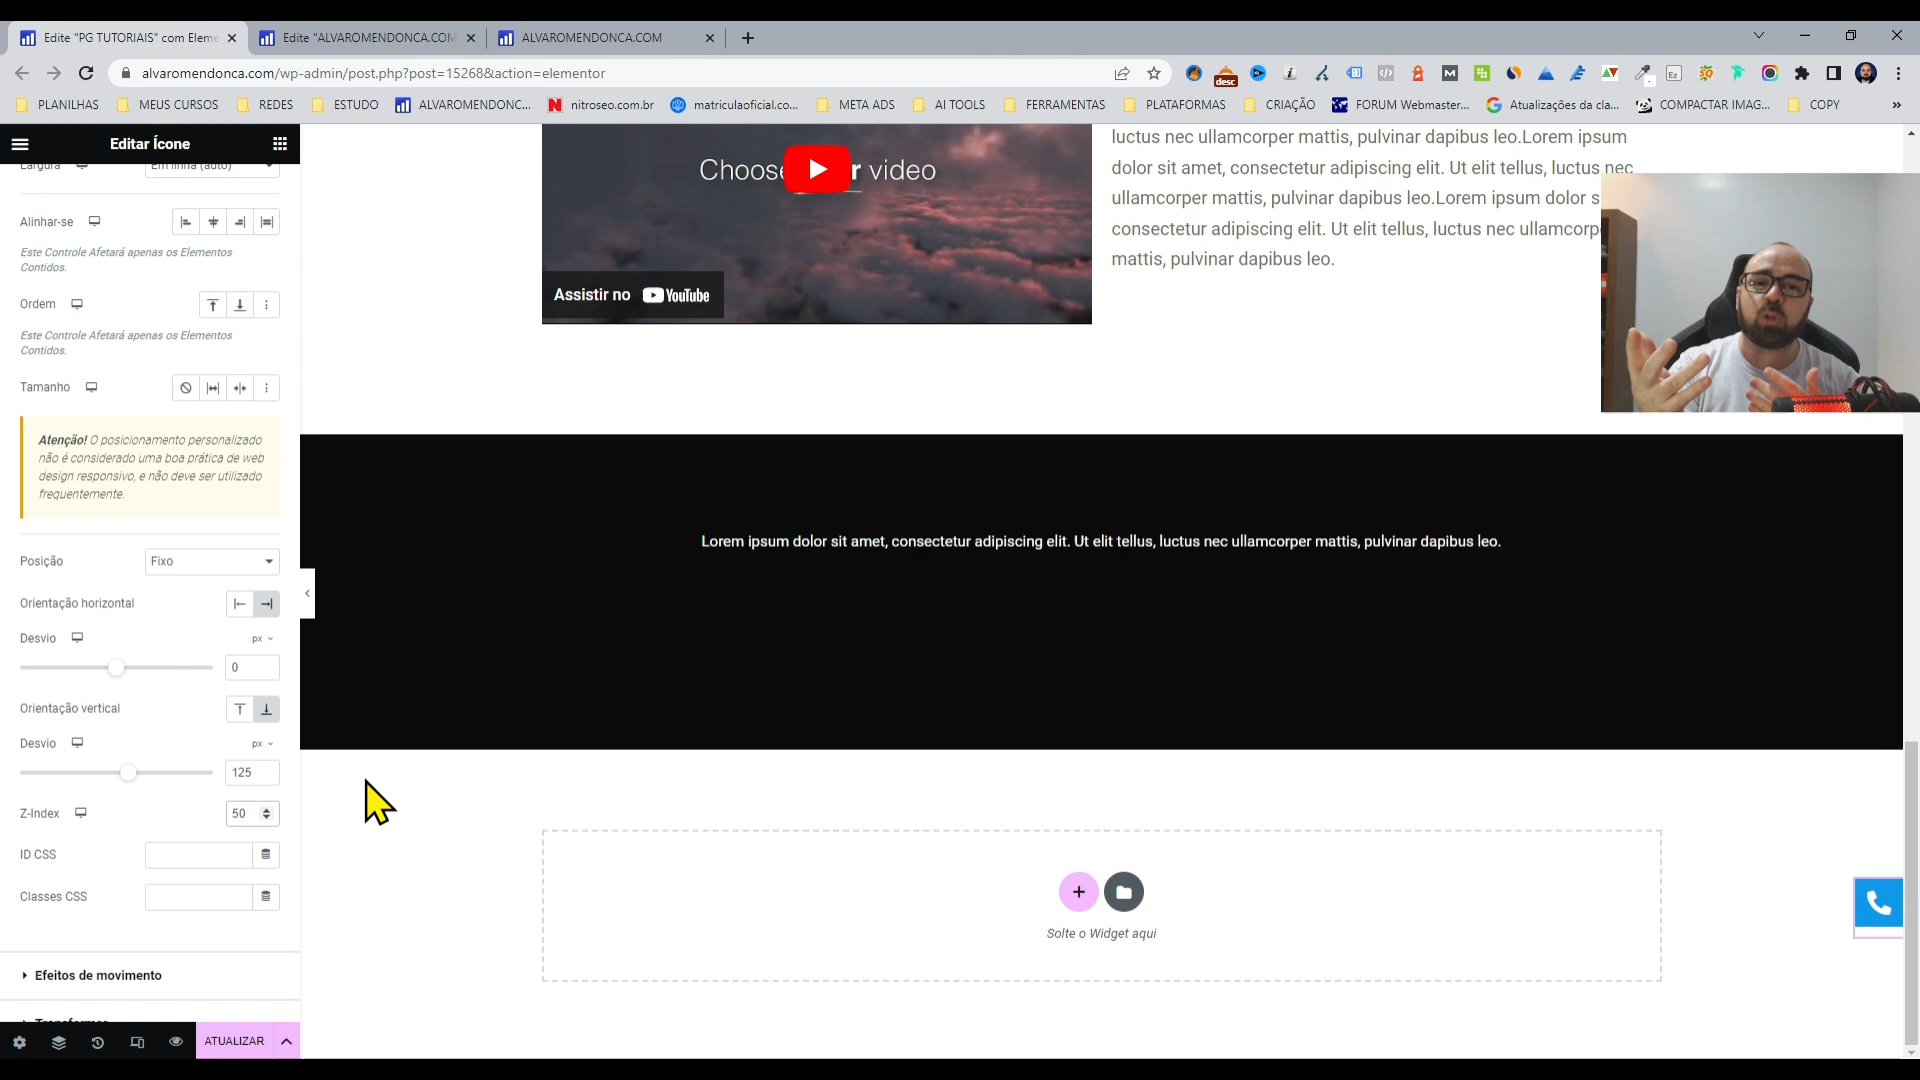 Edite "PG TUTORIAIS" com Eleme
Edite "ALVAROMENDONCA.COM
ALVAROMENDONCA.COM
alvaromendonca.com/wp-admin/post.php?post=15268&action=elementor
desc
Ez
PLANILHAS
MEUS CURSOS
REDES
ESTUDO
ALVAROMENDONC...
nitroseo.com.br
matriculaoficial.co...
META ADS
AI TOOLS
FERRAMENTAS
PLATAFORMAS
CRIAÇÃO
FORUM Webmaster...
Atualizações da cla...
COMPACTAR IMAG...
COPY
»
Editar Ícone
Largura
Em linha (auto)
Alinhar-se
Este Controle Afetará apenas os Elementos
Contidos.
Ordem
Este Controle Afetará apenas os Elementos
Contidos.
Tamanho
Atenção! O posicionamento personalizado
não é considerado uma boa prática de web
design responsivo, e não deve ser utilizado
frequentemente.
Posição
Fixo
Orientação horizontal
Desvio
px
0
Orientação vertical
Desvio
px
125
Z-Index
50
ID CSS
Classes CSS
Efeitos de movimento
Transformar
ATUALIZAR
Choose
r video
Assistir no YouTube
luctus nec ullamcorper mattis, pulvinar dapibus leo.Lorem ipsum
dolor sit amet, consectetur adipiscing elit. Ut elit tellus, luctus nec
ullamcorper mattis, pulvinar dapibus leo.Lorem ipsum dolor s
consectetur adipiscing elit. Ut elit tellus, luctus nec ullamcorp
mattis, pulvinar dapibus leo.
Lorem ipsum dolor sit amet, consectetur adipiscing elit. Ut elit tellus, luctus nec ullamcorper mattis, pulvinar dapibus leo.
Solte o Widget aqui